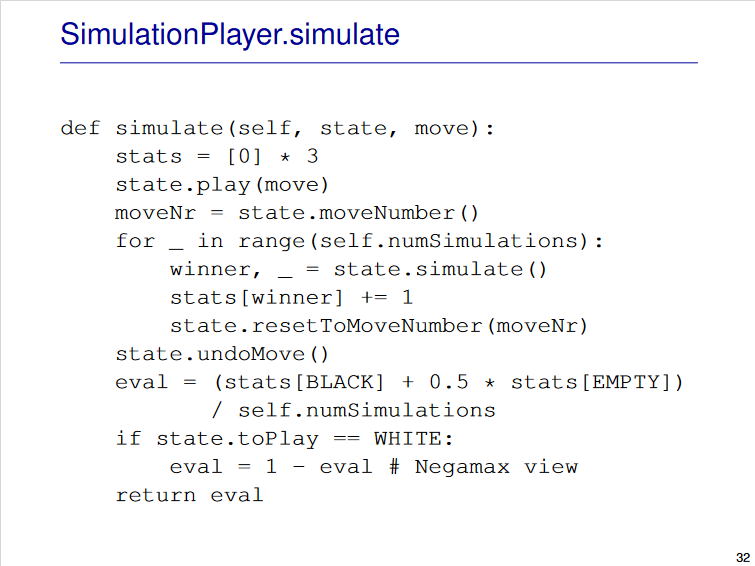 SimulationPlayer.simulate
def simulate(self, state, move):
    stats = [0] * 3
    state.play(move)
    moveNr = state.moveNumber()
    for _ in range(self.numSimulations):
        winner, _ = state.simulate()
        stats[winner] += 1
        state.resetToMoveNumber(moveNr)
    state.undoMove()
    eval = (stats[BLACK] + 0.5 * stats[EMPTY])
           / self.numSimulations
    if state.toPlay == WHITE:
        eval = 1 - eval # Negamax view
    return eval
32